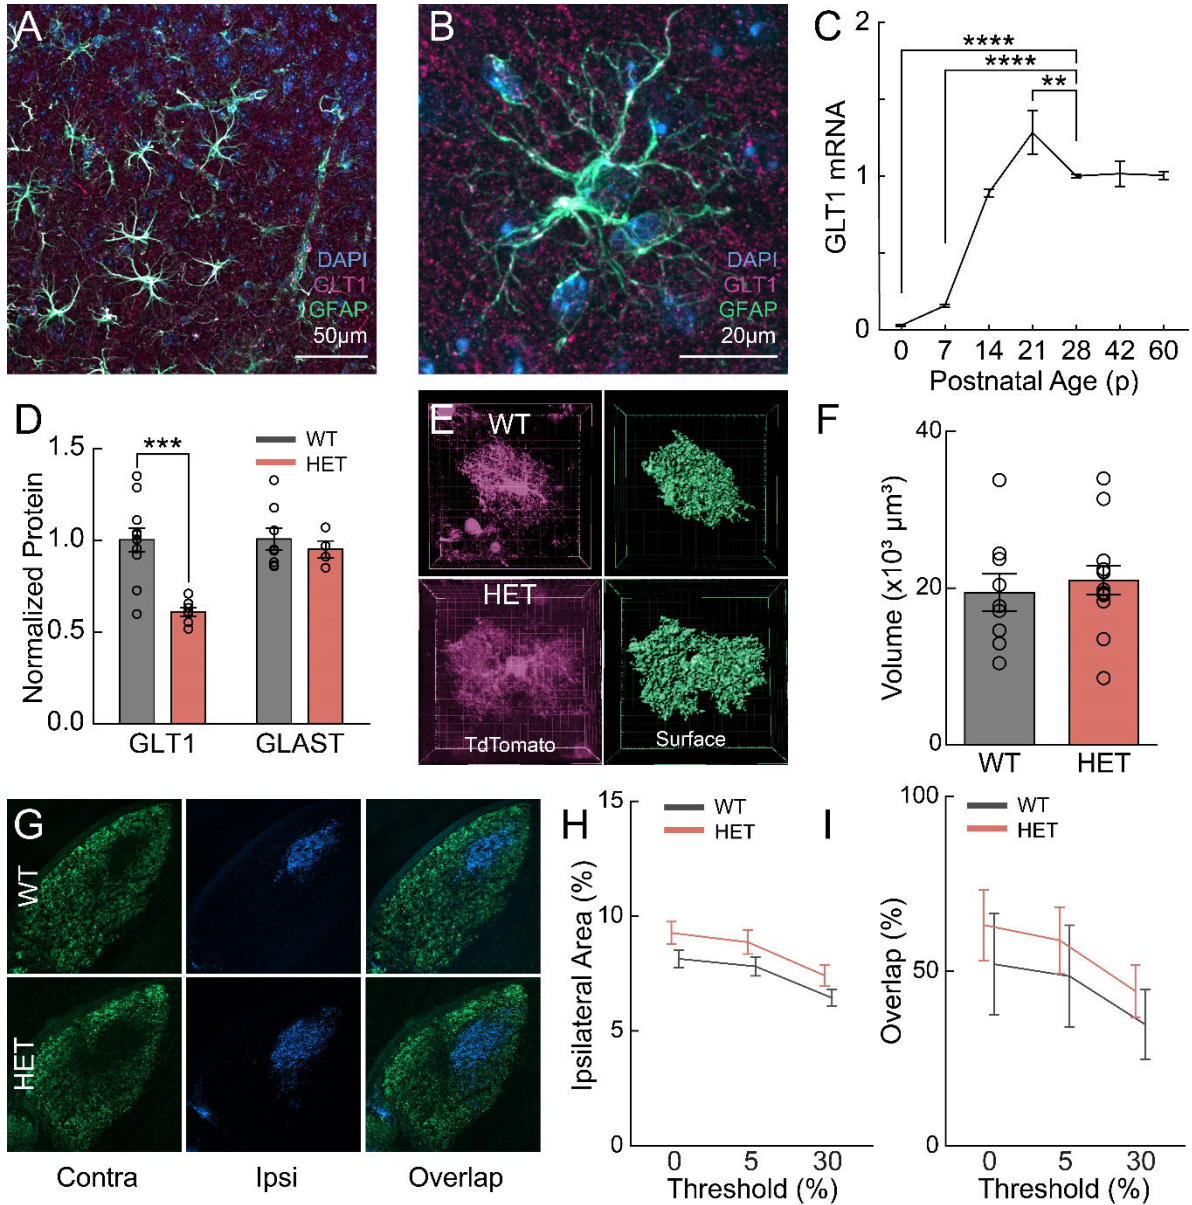 A
DAPI
GLT1
GFAP
50µm
B
DAPI
GLT1
GFAP
20µm
C
GLT1 mRNA
2
1
0
****
****
**
0 7 14 21 28 42 60
Postnatal Age (p)
D
Normalized Protein
1.5
1.0
0.5
0.0
***
WT
HET
GLT1 GLAST
E
WT
HET
TdTomato
Surface
F
Volume (x10³ µm³)
40
20
0
WT HET
G
WT
HET
Contra Ipsi Overlap
H
Ipsilateral Area (%)
15
10
5
0
WT
HET
0 5 30
Threshold (%)
I
Overlap (%)
100
50
0
WT
HET
0 5 30
Threshold (%)